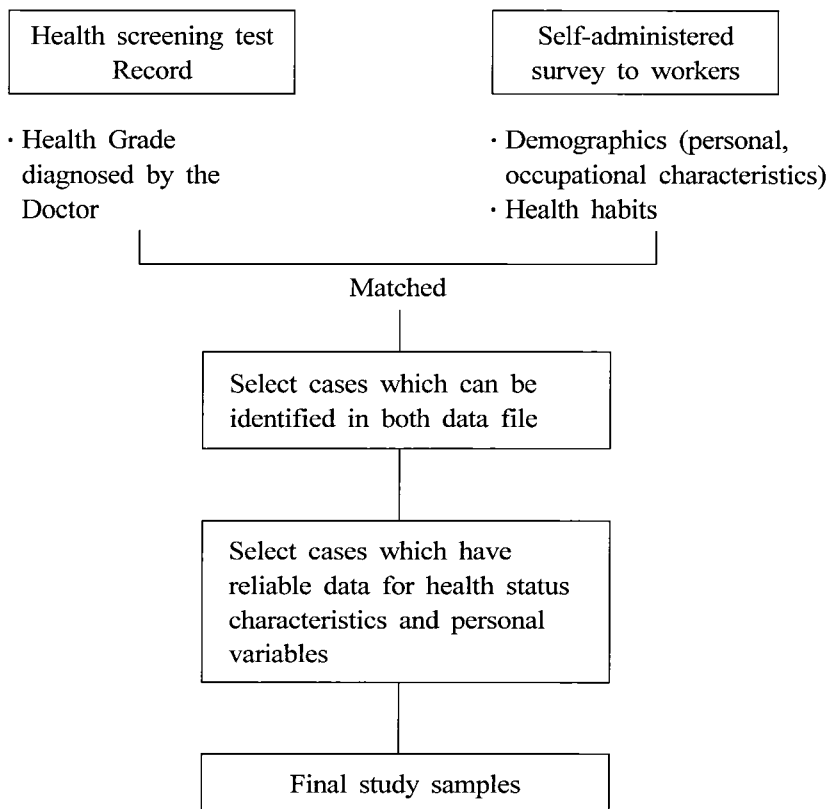 Health screening test
Record
Self-administered
survey to workers
· Health Grade
diagnosed by the
Doctor
· Demographics (personal,
occupational characteristics)
· Health habits
Matched
Select cases which can be
identified in both data file
Select cases which have
reliable data for health status
characteristics and personal
variables
Final study samples